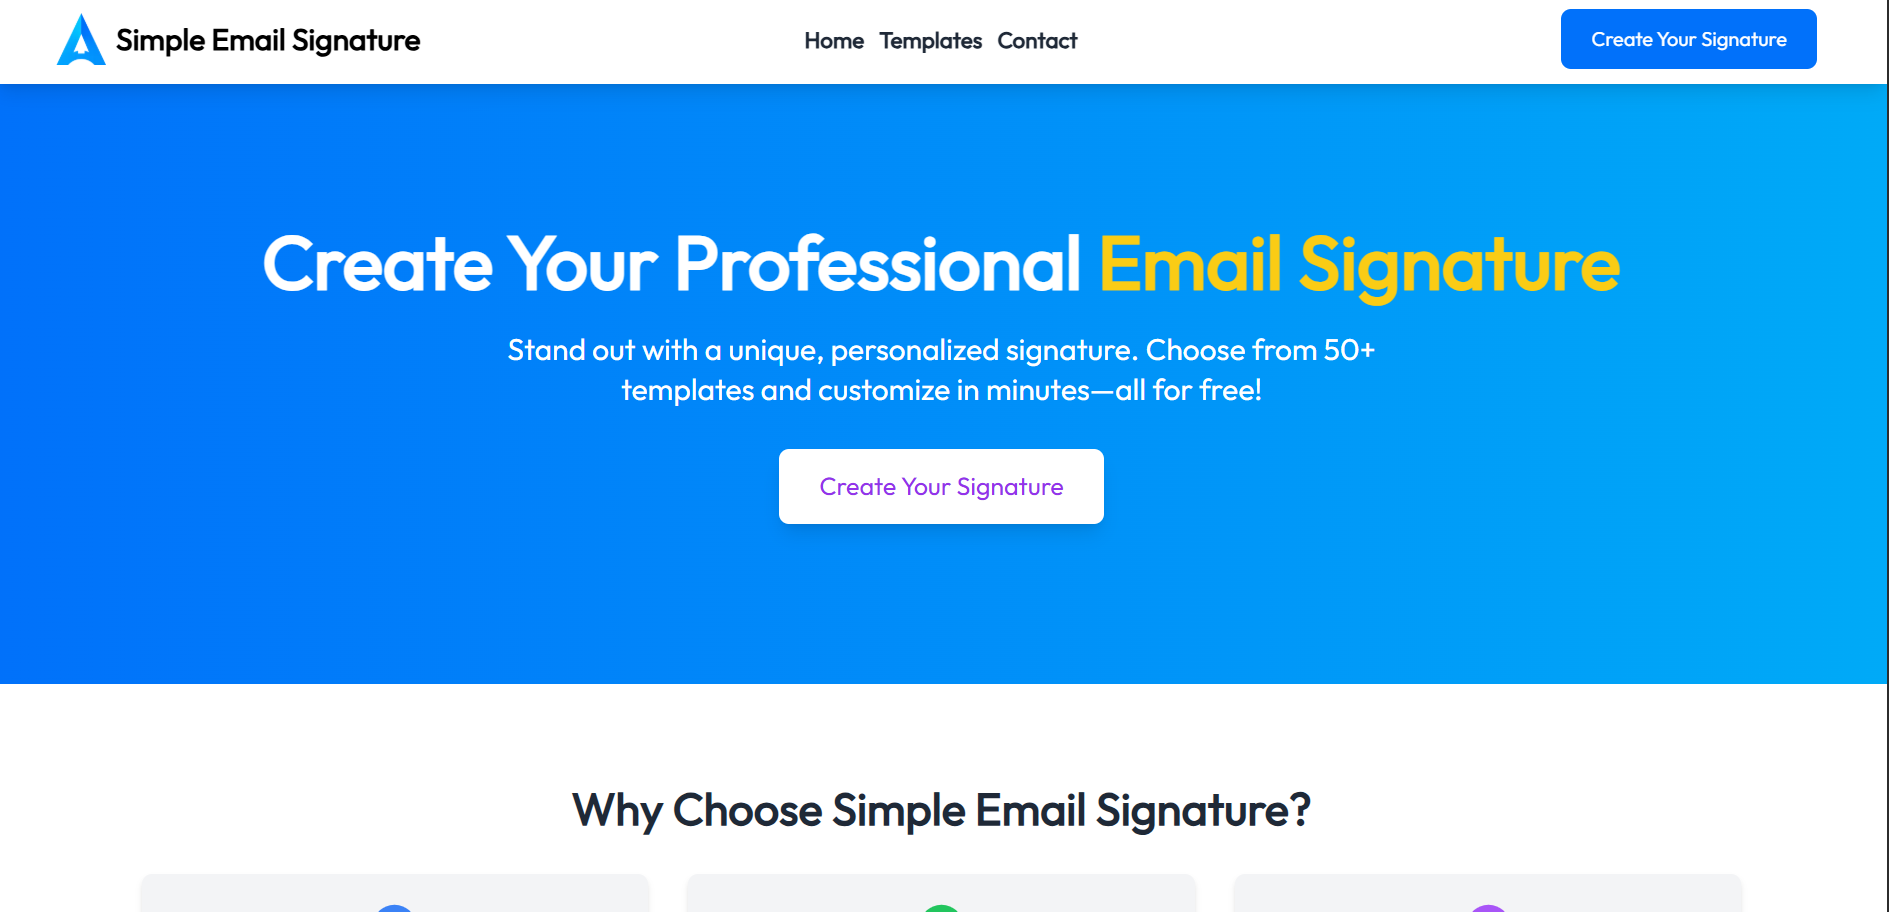 Simple Email Signature
Home Templates Contact
Create Your Signature
Create Your Professional Email Signature
Stand out with a unique, personalized signature. Choose from 50+
templates and customize in minutes—all for free!
Create Your Signature
Why Choose Simple Email Signature?